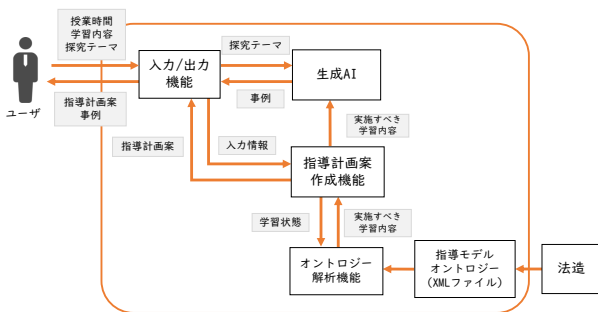 授業時間
学習内容
探究テーマ
ユーザ
指導計画案
事例
入力/出力
機能
探究テーマ
事例
生成AI
指導計画案
入力情報
実施すべき
学習内容
指導計画案
作成機能
学習状態
実施すべき
学習内容
オントロジー
解析機能
指導モデル
オントロジー
(XMLファイル)
法造